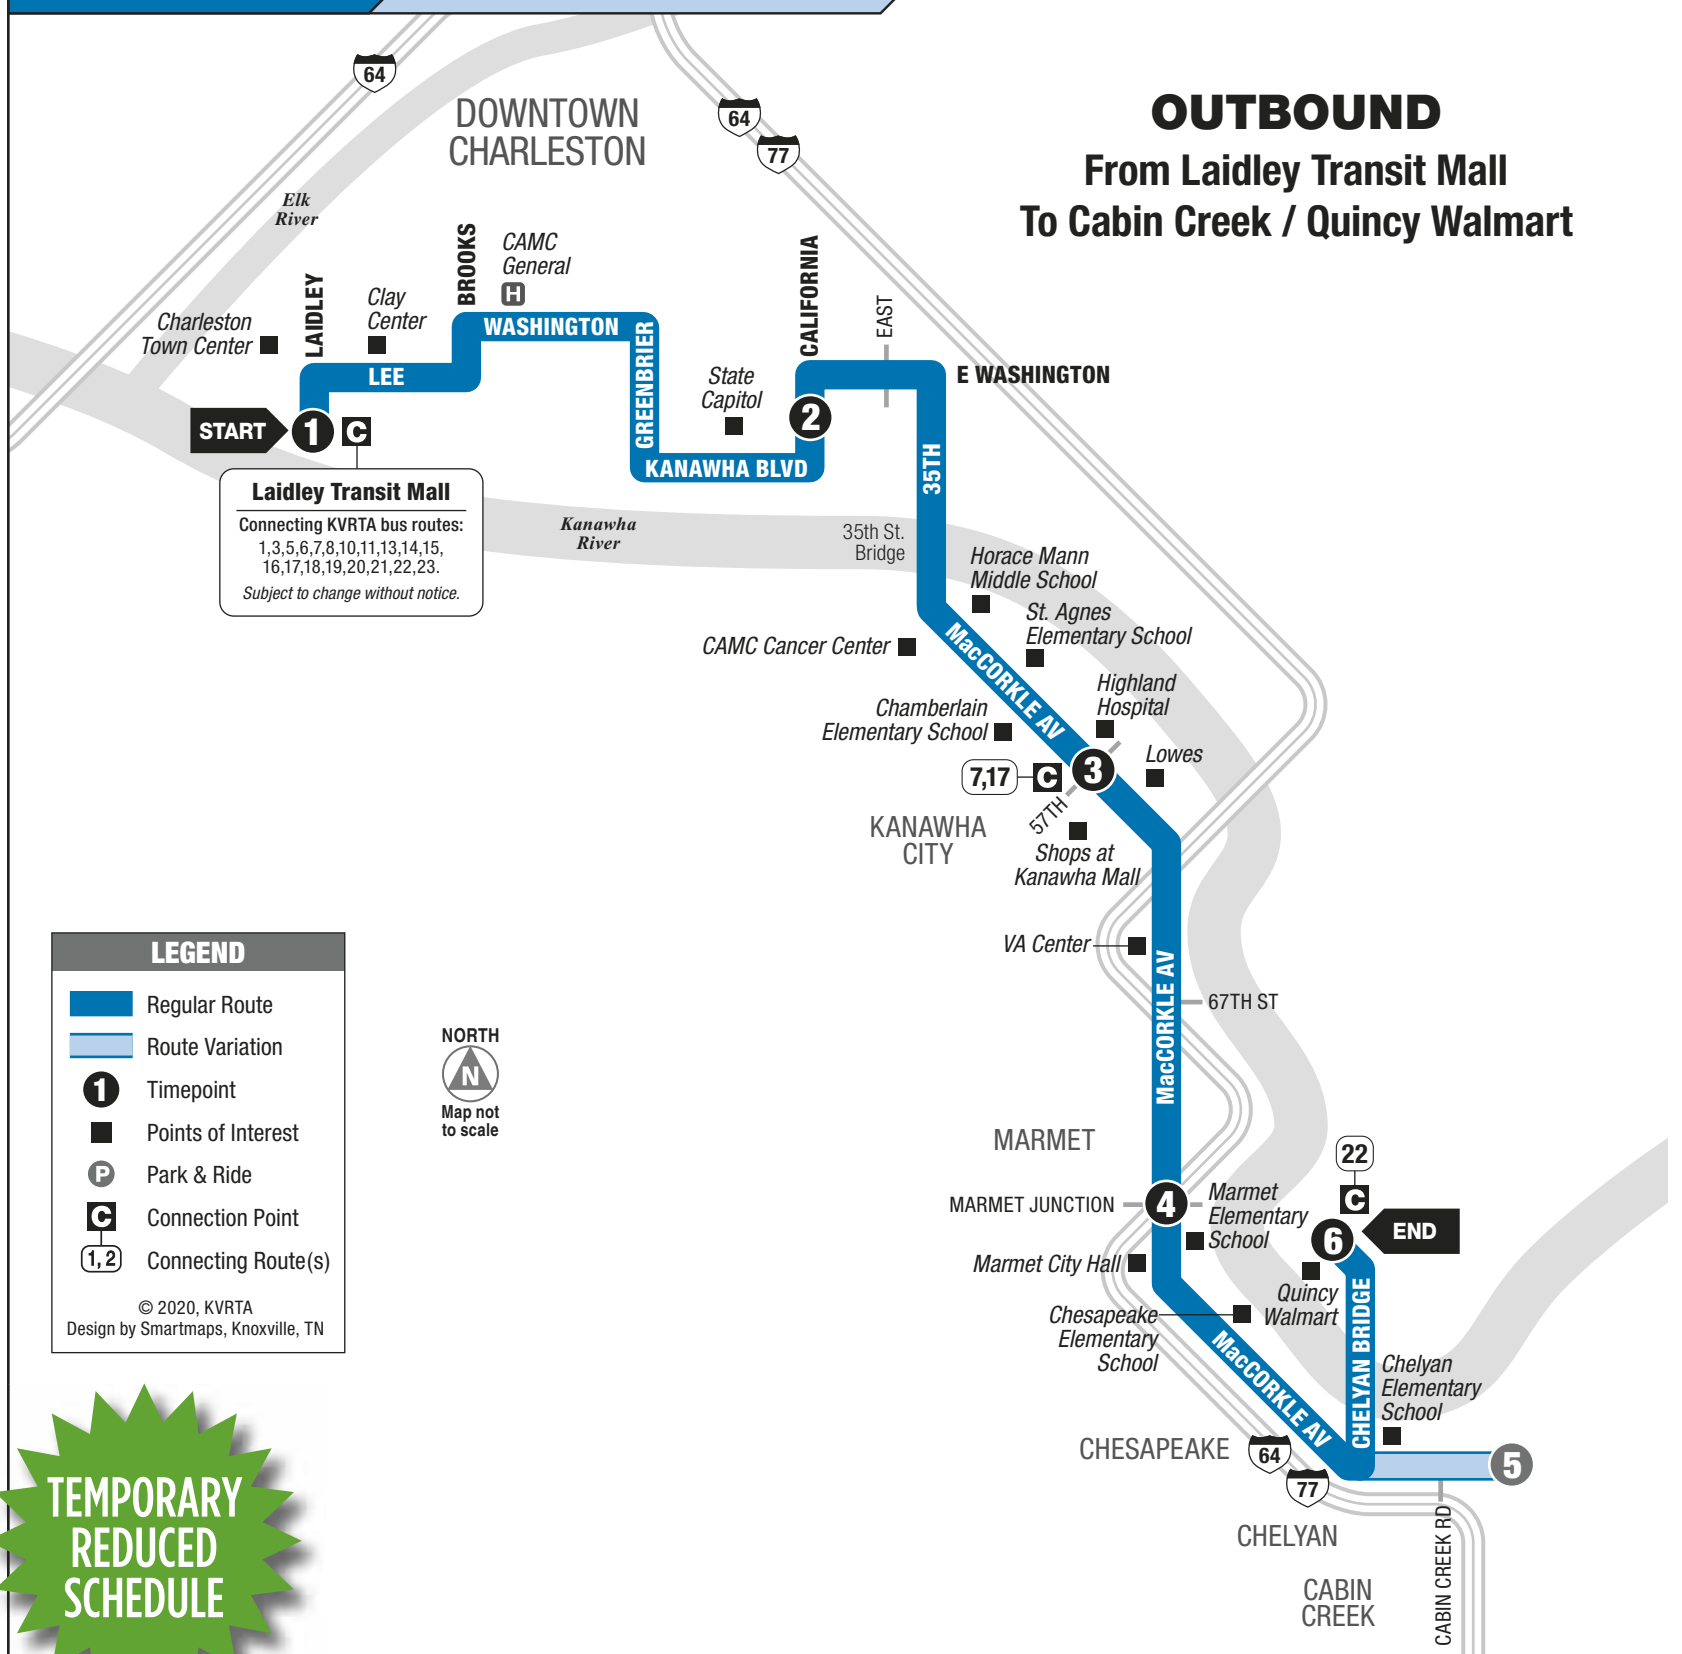 OUTBOUND
From Laidley Transit Mall
To Cabin Creek / Quincy Walmart
64
DOWNTOWN
CHARLESTON
64
77
Elk
River
LAIDLEY
BROOKS
CAMC
General
H
Clay
Center
Charleston
Town Center
LEE
WASHINGTON
GREENBRIER
KANAWHA BLVD
State
Capitol
CALIFORNIA
EAST
E WASHINGTON
35TH
START
1
C
2
Laidley Transit Mall
Connecting KVRTA bus routes:
1,3,5,6,7,8,10,11,13,14,15,
16,17,18,19,20,21,22,23.
Subject to change without notice.
Kanawha
River
35th St.
Bridge
Horace Mann
Middle School
St. Agnes
Elementary School
CAMC Cancer Center
MacCORKLE AV
Highland
Hospital
Chamberlain
Elementary School
Lowes
7,17
C
3
57TH
KANAWHA
CITY
Shops at
Kanawha Mall
VA Center
MacCORKLE AV
67TH ST
MARMET
MARMET JUNCTION
4
Marmet
Elementary
School
Marmet City Hall
22
C
6
END
Quincy
Walmart
Chesapeake
Elementary
School
MacCORKLE AV
CHELYAN BRIDGE
Chelyan
Elementary
School
CHESAPEAKE
64
77
5
CHELYAN
CABIN
CREEK
CABIN CREEK RD
LEGEND
Regular Route
Route Variation
1
Timepoint
Points of Interest
P
Park & Ride
C
Connection Point
1, 2
Connecting Route(s)
© 2020, KVRTA
Design by Smartmaps, Knoxville, TN
NORTH
N
Map not
to scale
TEMPORARY
REDUCED
SCHEDULE